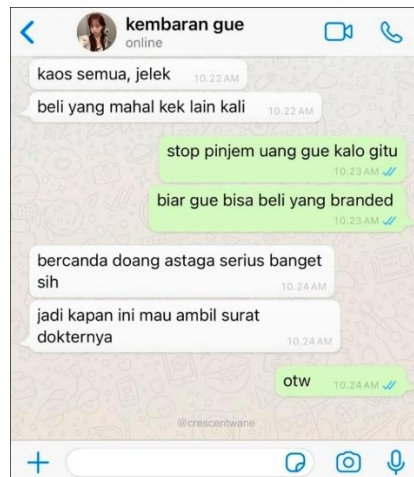 kembaran gue
online
kaos semua, jelek 10.22 AM
beli yang mahal kek lain kali 10.22 AM
stop pinjem uang gue kalo gitu
10.23 AM
biar gue bisa beli yang branded
10.23 AM
bercanda doang astaga serius banget
sih 10.24 AM
jadi kapan ini mau ambil surat
dokternya 10.24 AM
otw 10.24 AM
@crescentwane